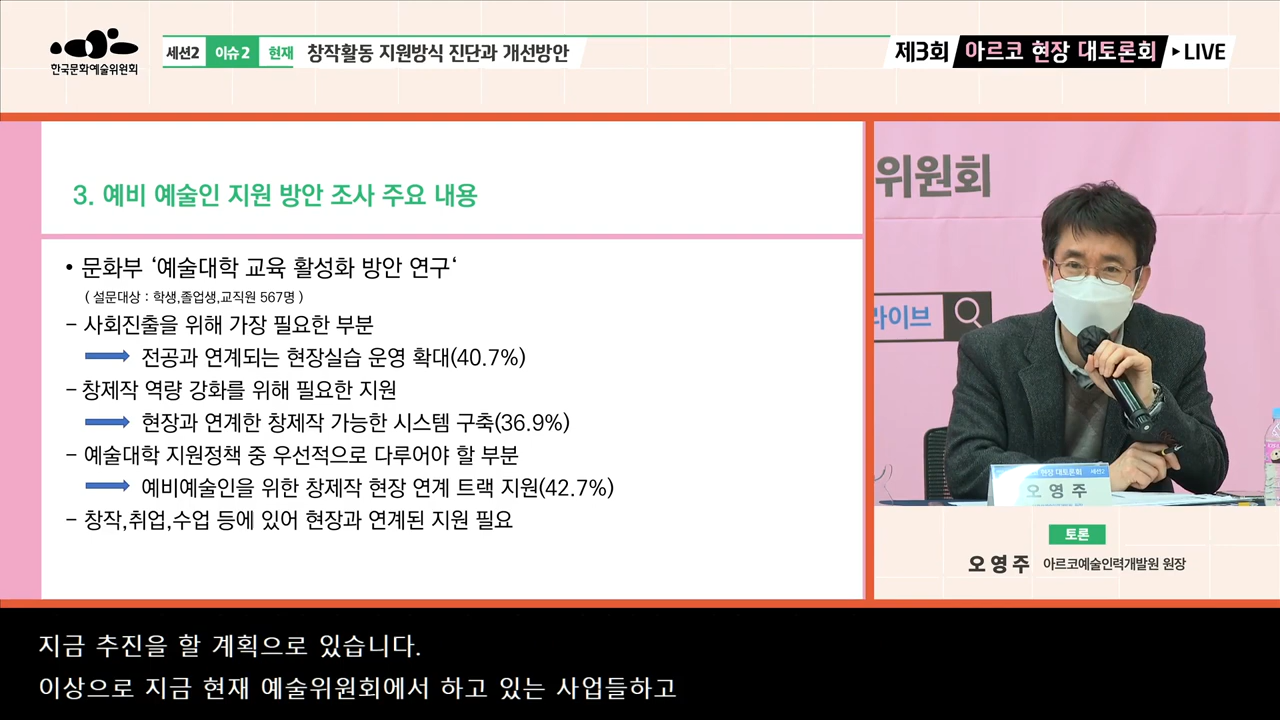 한국문화예술위원회
세션2 이슈 2 현재 창작활동 지원방식 진단과 개선방안
제3회 아르코 현장 대토론회 LIVE
3. 예비 예술인 지원 방안 조사 주요 내용
• 문화부 ‘예술대학 교육 활성화 방안 연구‘
( 설문대상 : 학생,졸업생,교직원 567명 )
- 사회진출을 위해 가장 필요한 부분
전공과 연계되는 현장실습 운영 확대(40.7%)
- 창제작 역량 강화를 위해 필요한 지원
현장과 연계한 창제작 가능한 시스템 구축(36.9%)
- 예술대학 지원정책 중 우선적으로 다루어야 할 부분
예비예술인을 위한 창제작 현장 연계 트랙 지원(42.7%)
- 창작,취업,수업 등에 있어 현장과 연계된 지원 필요
위원회
라이브
현장 대토론회 세션2
오 영 주
토론
오 영 주 아르코예술인력개발원 원장
지금 추진을 할 계획으로 있습니다.
이상으로 지금 현재 예술위원회에서 하고 있는 사업들하고